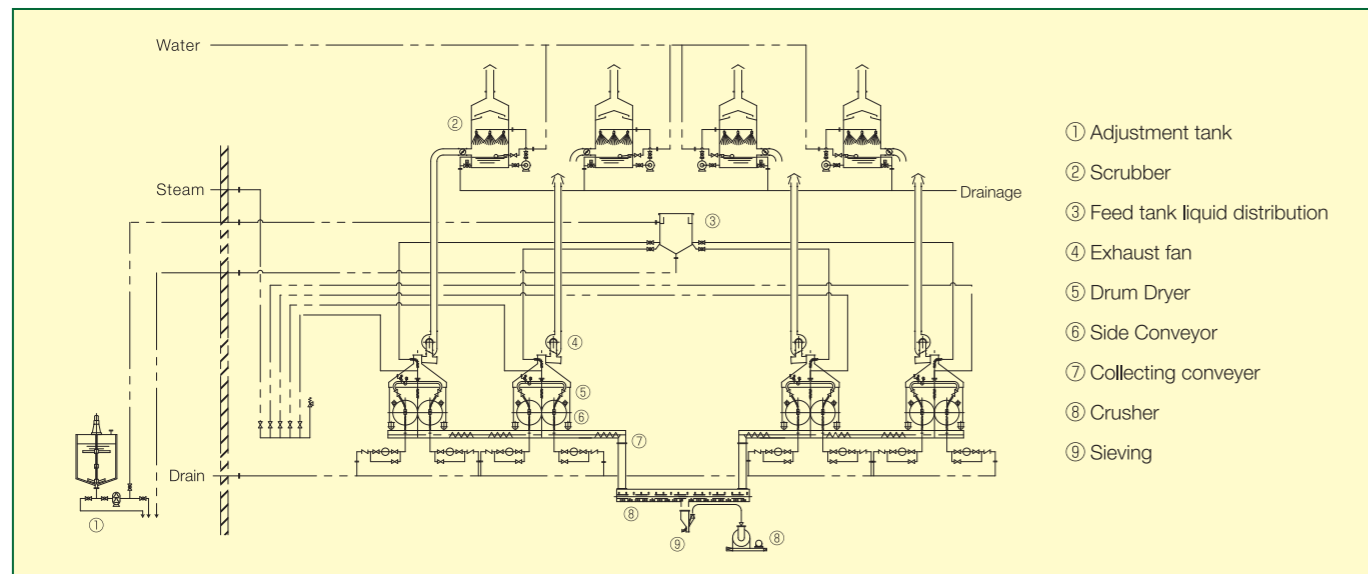 Water
②
Steam
Drainage
③
④
⑤
⑥
⑦
Drain
①
⑧
⑨
⑧
① Adjustment tank
② Scrubber
③ Feed tank liquid distribution
④ Exhaust fan
⑤ Drum Dryer
⑥ Side Conveyor
⑦ Collecting conveyer
⑧ Crusher
⑨ Sieving